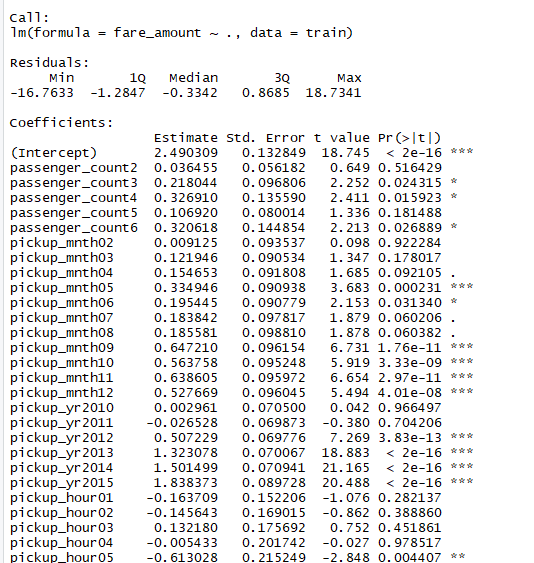 Call:
lm(formula = fare_amount ~ ., data = train)
Residuals:
Min 1Q Median 3Q Max
-16.7633 -1.2847 -0.3342 0.8685 18.7341
Coefficients:
Estimate Std. Error t value Pr(>|t|)
(Intercept) 2.490309 0.132849 18.745 < 2e-16 ***
passenger_count2 0.036455 0.056182 0.649 0.516429
passenger_count3 0.218044 0.096806 2.252 0.024315 *
passenger_count4 0.326910 0.135590 2.411 0.015923 *
passenger_count5 0.106920 0.080014 1.336 0.181488
passenger_count6 0.320618 0.144854 2.213 0.026889 *
pickup_mnth02 0.009125 0.093537 0.098 0.922284
pickup_mnth03 0.121946 0.090534 1.347 0.178017
pickup_mnth04 0.154653 0.091808 1.685 0.092105 .
pickup_mnth05 0.334946 0.090938 3.683 0.000231 ***
pickup_mnth06 0.195445 0.090779 2.153 0.031340 *
pickup_mnth07 0.183842 0.097817 1.879 0.060206 .
pickup_mnth08 0.185581 0.098810 1.878 0.060382 .
pickup_mnth09 0.647210 0.096154 6.731 1.76e-11 ***
pickup_mnth10 0.563758 0.095248 5.919 3.33e-09 ***
pickup_mnth11 0.638605 0.095972 6.654 2.97e-11 ***
pickup_mnth12 0.527669 0.096045 5.494 4.01e-08 ***
pickup_yr2010 0.002961 0.070500 0.042 0.966497
pickup_yr2011 -0.026528 0.069873 -0.380 0.704206
pickup_yr2012 0.507229 0.069776 7.269 3.83e-13 ***
pickup_yr2013 1.323078 0.070067 18.883 < 2e-16 ***
pickup_yr2014 1.501499 0.070941 21.165 < 2e-16 ***
pickup_yr2015 1.838373 0.089728 20.488 < 2e-16 ***
pickup_hour01 -0.163709 0.152206 -1.076 0.282137
pickup_hour02 -0.145643 0.169015 -0.862 0.388860
pickup_hour03 0.132180 0.175692 0.752 0.451861
pickup_hour04 -0.005433 0.201742 -0.027 0.978517
pickup_hour05 -0.613028 0.215249 -2.848 0.004407 **